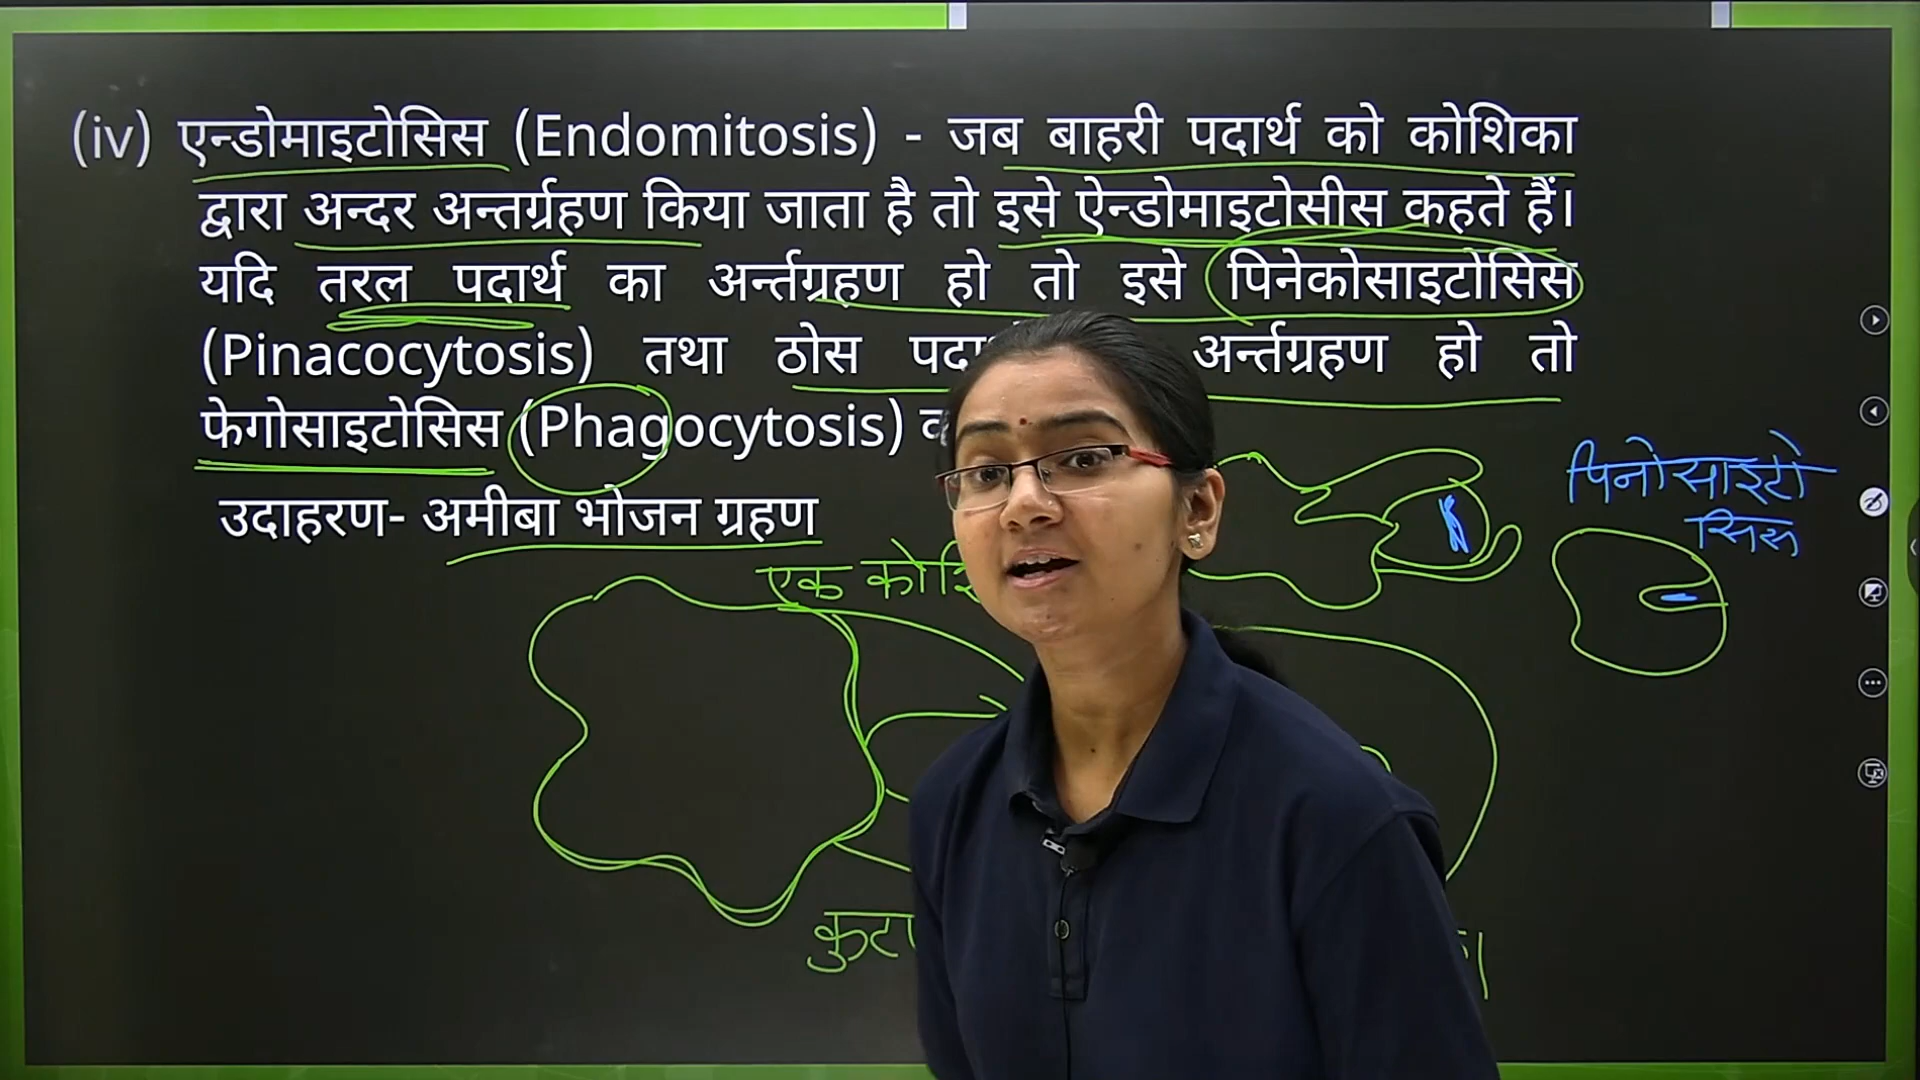 (iv) एन्डोमाइटोसिस (Endomitosis) - जब बाहरी पदार्थ को कोशिका
द्वारा अन्दर अन्तर्ग्रहण किया जाता है तो इसे ऐन्डोमाइटोसीस कहते हैं।
यदि तरल पदार्थ का अर्न्तग्रहण हो तो इसे पिनेकोसाइटोसिस
(Pinacocytosis) तथा ठोस अर्न्तग्रहण हो तो
फेगोसाइटोसिस (Phagocytosis)
उदाहरण- अमीबा भोजन ग्रहण
पिनोसाइटो
सिस
एक